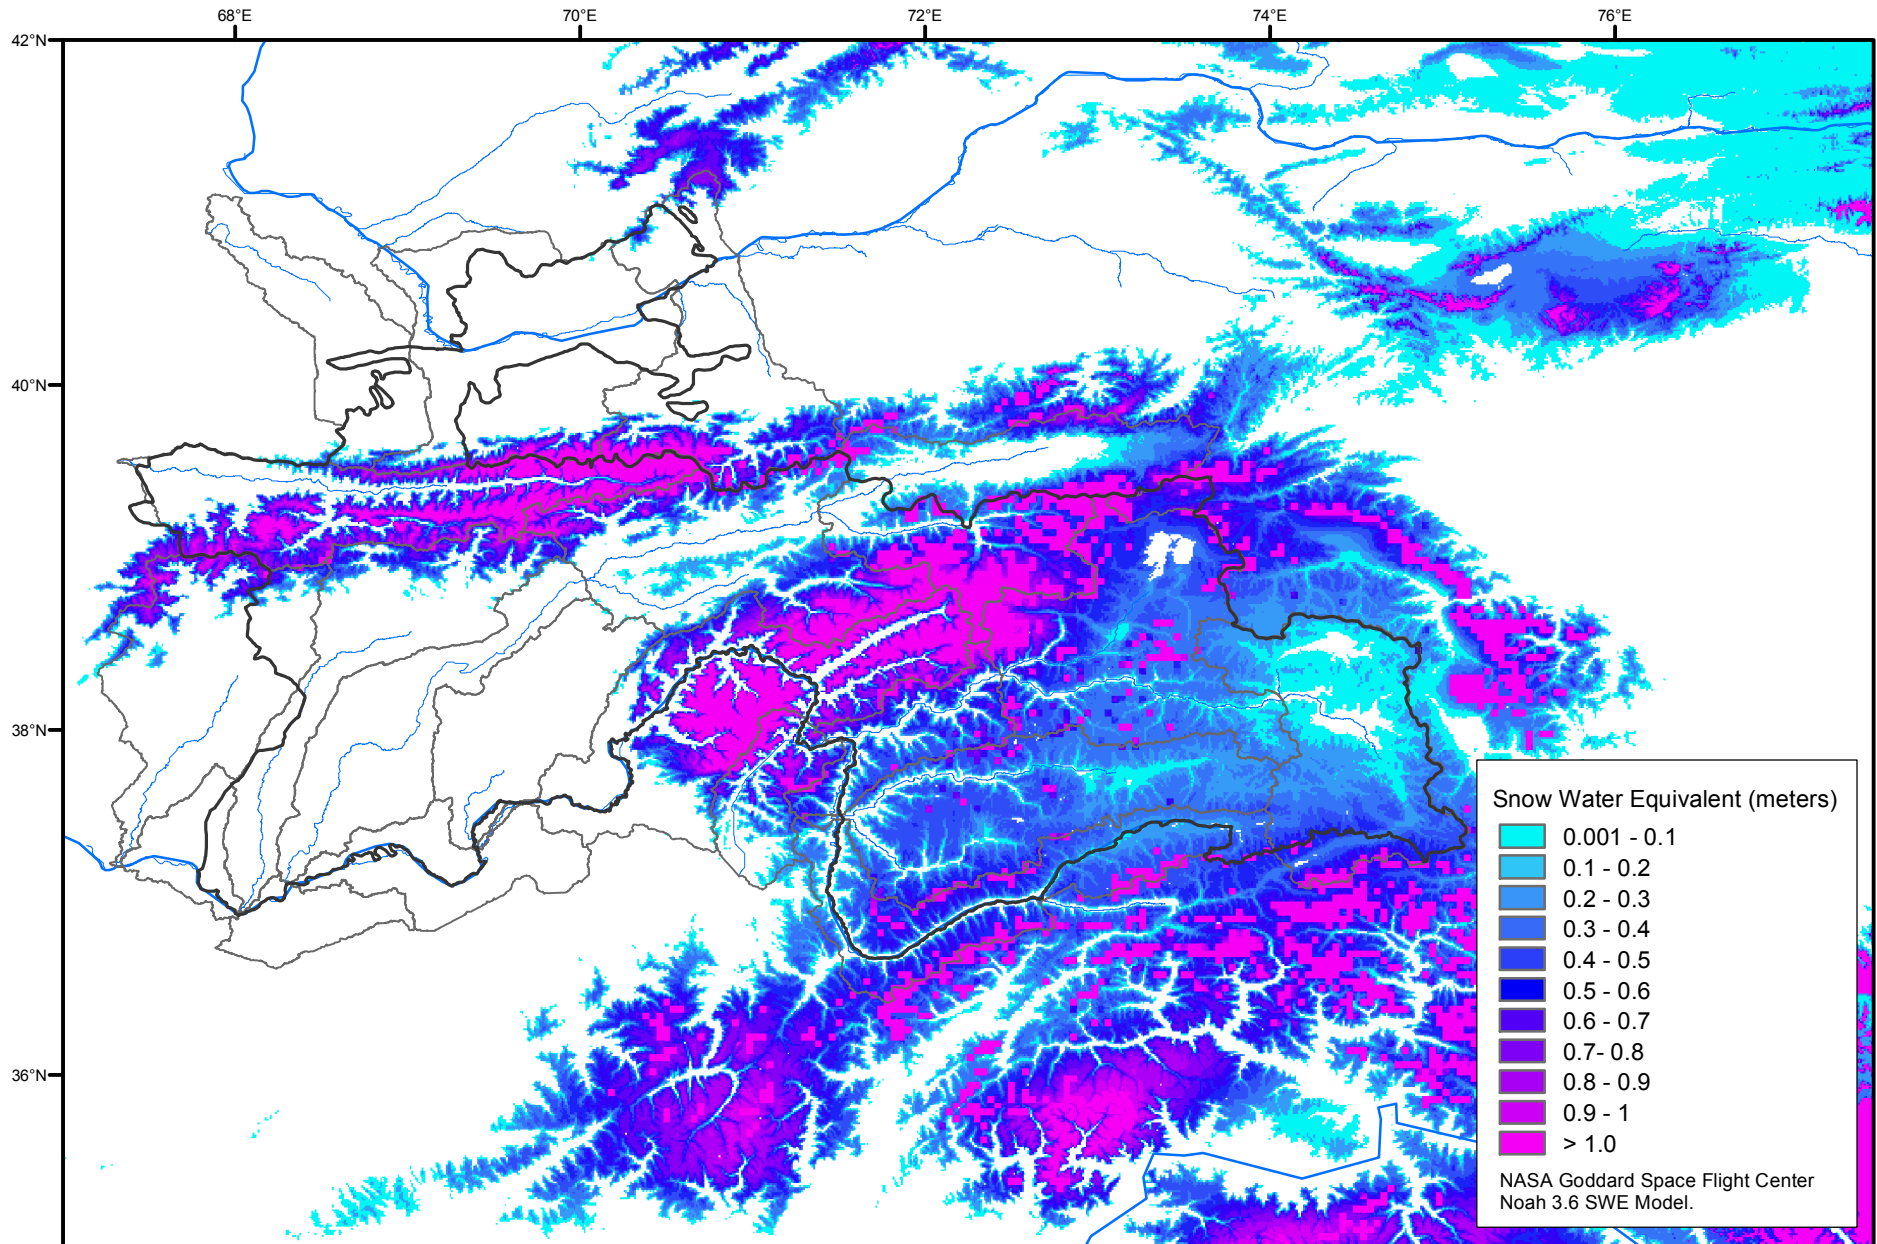 68°E
70°E
72°E
74°E
76°E
42°N
40°N
38°N
36°N
Snow Water Equivalent (meters)
0.001 - 0.1
0.1 - 0.2
0.2 - 0.3
0.3 - 0.4
0.4 - 0.5
0.5 - 0.6
0.6 - 0.7
0.7- 0.8
0.8 - 0.9
0.9 - 1
> 1.0
NASA Goddard Space Flight Center
Noah 3.6 SWE Model.